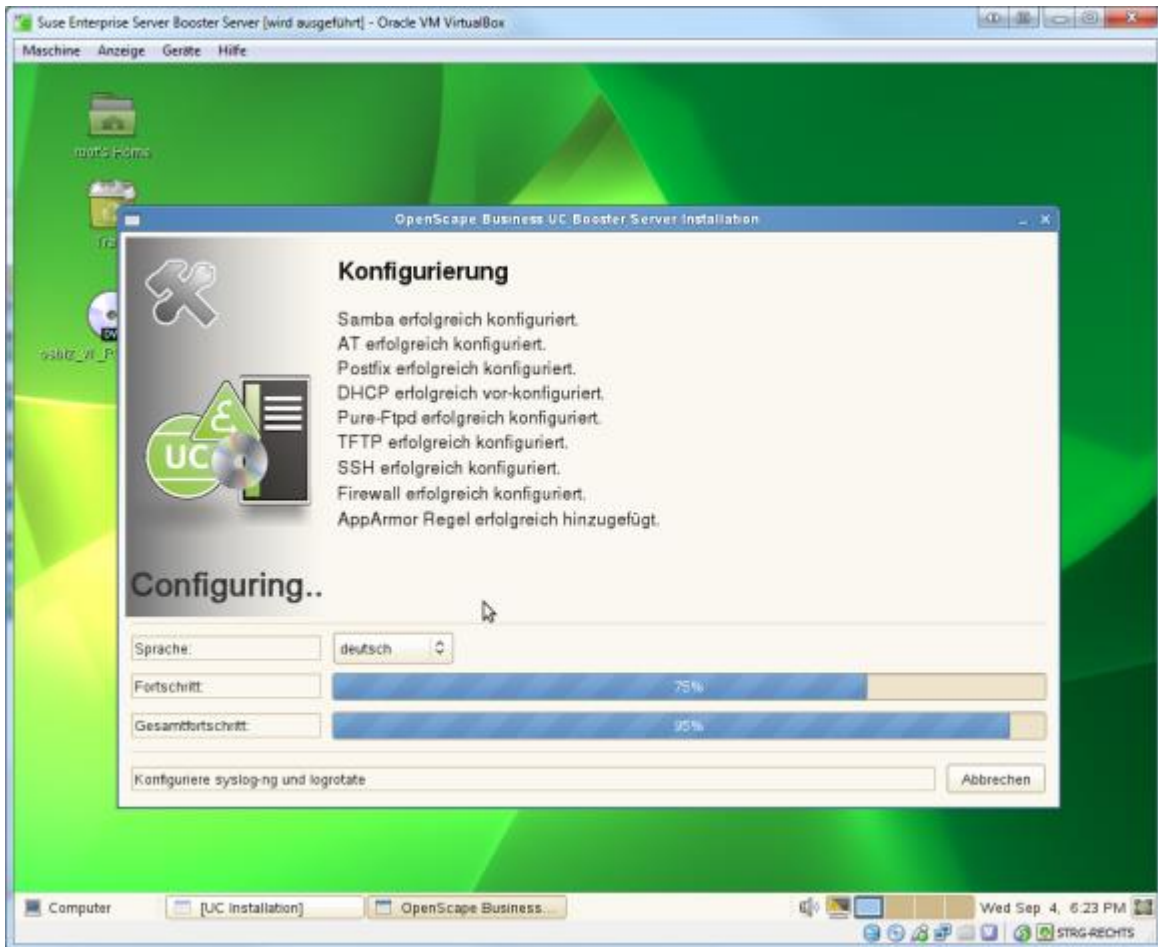 Suse Enterprise Server Booster Server [wird ausgeführt] - Oracle VM VirtualBox
Maschine Anzeige Geräte Hilfe
root's Home
OpenScape Business UC Booster Server Installation
Konfigurierung
Samba erfolgreich konfiguriert.
AT erfolgreich konfiguriert.
Postfix erfolgreich konfiguriert.
DHCP erfolgreich vor-konfiguriert.
Pure-Ftpd erfolgreich konfiguriert.
TFTP erfolgreich konfiguriert.
SSH erfolgreich konfiguriert.
Firewall erfolgreich konfiguriert.
AppArmor Regel erfolgreich hinzugefügt.
UC
Configuring..
Sprache: deutsch
Fortschritt: 75%
Gesamtfortschritt: 95%
Konfiguriere syslog-ng und logrotate
Abbrechen
Computer [UC Installation] OpenScape Business... Wed Sep 4, 6:23 PM
STRG-RECHTS